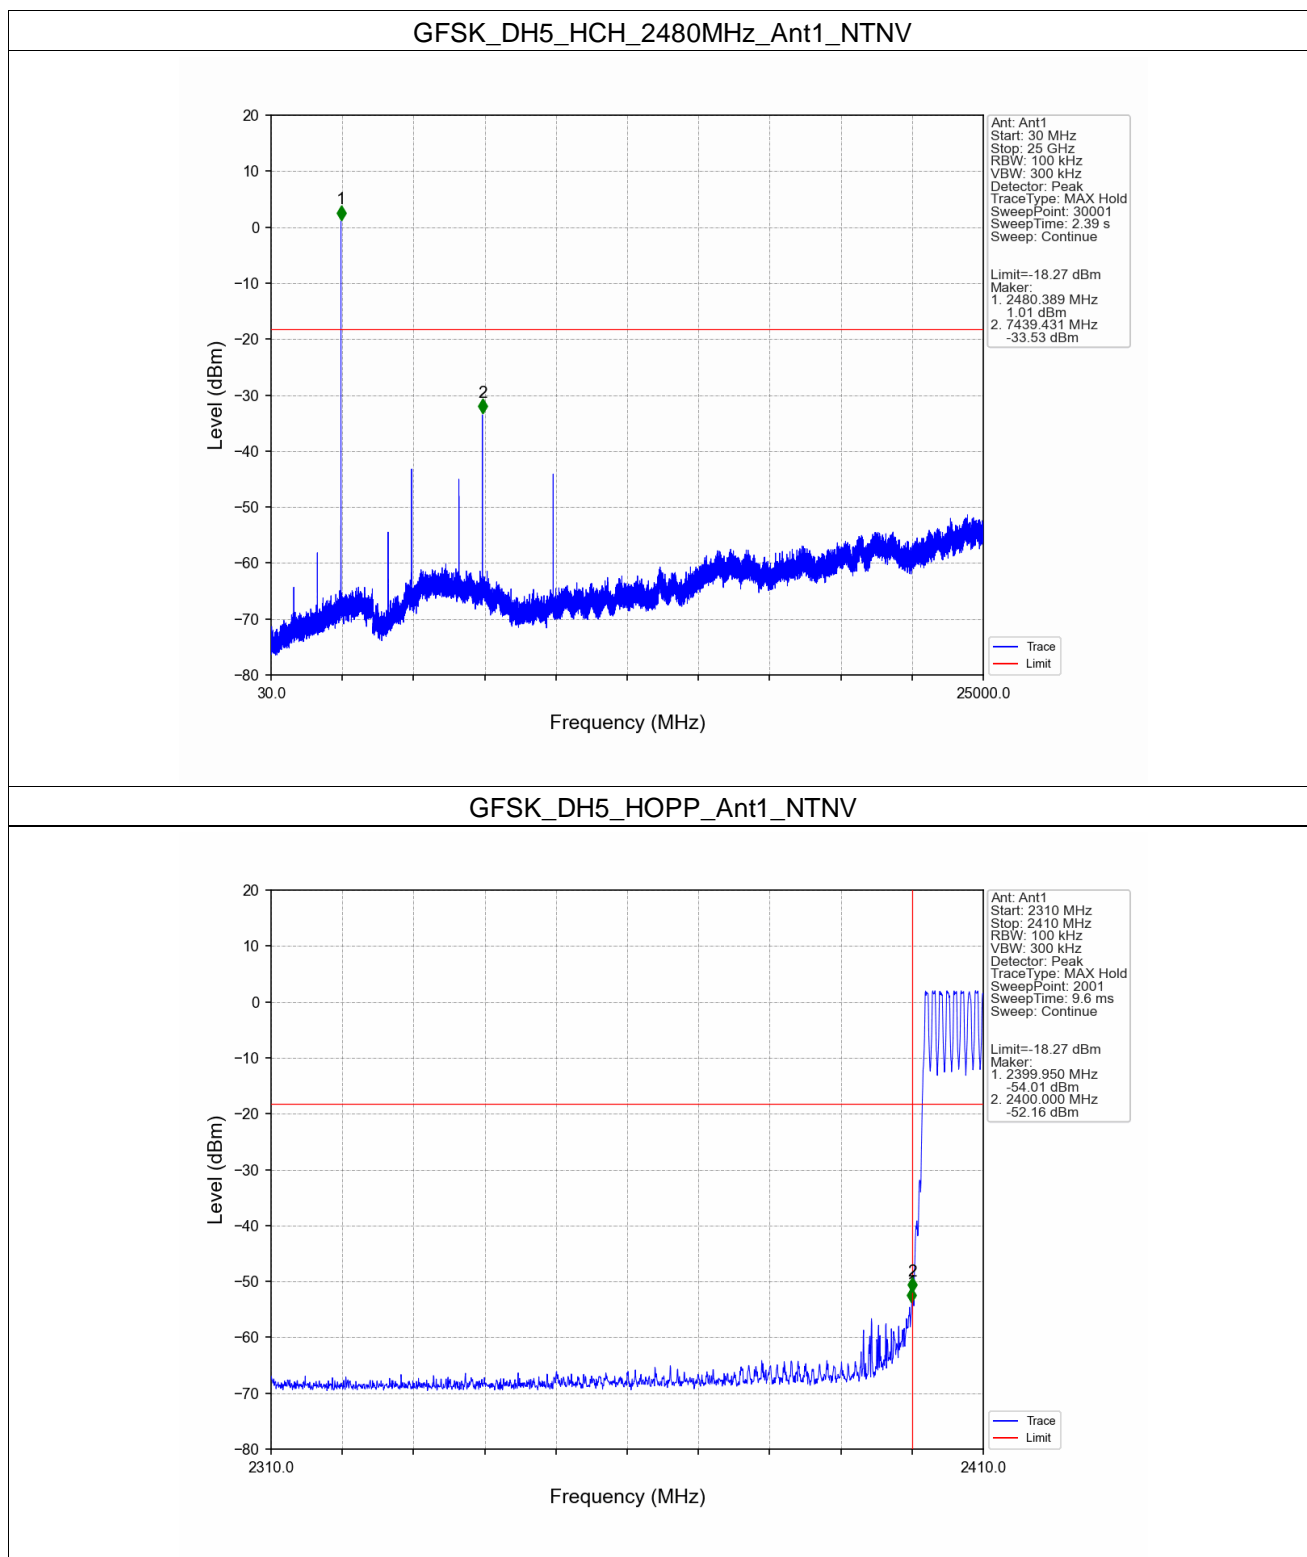 GFSK_DH5_HCH_2480MHz_Ant1_NTNV
20
10
0
−10
−20
−30
−40
−50
−60
−70
−80
Level (dBm)
1
2
30.0
25000.0
Frequency (MHz)
Ant: Ant1
Start: 30 MHz
Stop: 25 GHz
RBW: 100 kHz
VBW: 300 kHz
Detector: Peak
TraceType: MAX Hold
SweepPoint: 30001
SweepTime: 2.39 s
Sweep: Continue
Limit=-18.27 dBm
Maker:
1. 2480.389 MHz
1.01 dBm
2. 7439.431 MHz
-33.53 dBm
Trace
Limit
GFSK_DH5_HOPP_Ant1_NTNV
20
10
0
−10
−20
−30
−40
−50
−60
−70
−80
Level (dBm)
2
2310.0
2410.0
Frequency (MHz)
Ant: Ant1
Start: 2310 MHz
Stop: 2410 MHz
RBW: 100 kHz
VBW: 300 kHz
Detector: Peak
TraceType: MAX Hold
SweepPoint: 2001
SweepTime: 9.6 ms
Sweep: Continue
Limit=-18.27 dBm
Maker:
1. 2399.950 MHz
-54.01 dBm
2. 2400.000 MHz
-52.16 dBm
Trace
Limit